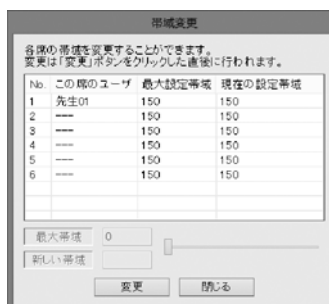 帯域変更
各席の帯域を変更することができます。
変更は「変更」ボタンをクリックした直後に行われます。
No. この席のユーザ 最大設定帯域 現在の設定帯域
1 先生01 150 150
2 --- 150 150
3 --- 150 150
4 --- 150 150
5 --- 150 150
6 --- 150 150
最大帯域 0
新しい帯域
変更 閉じる